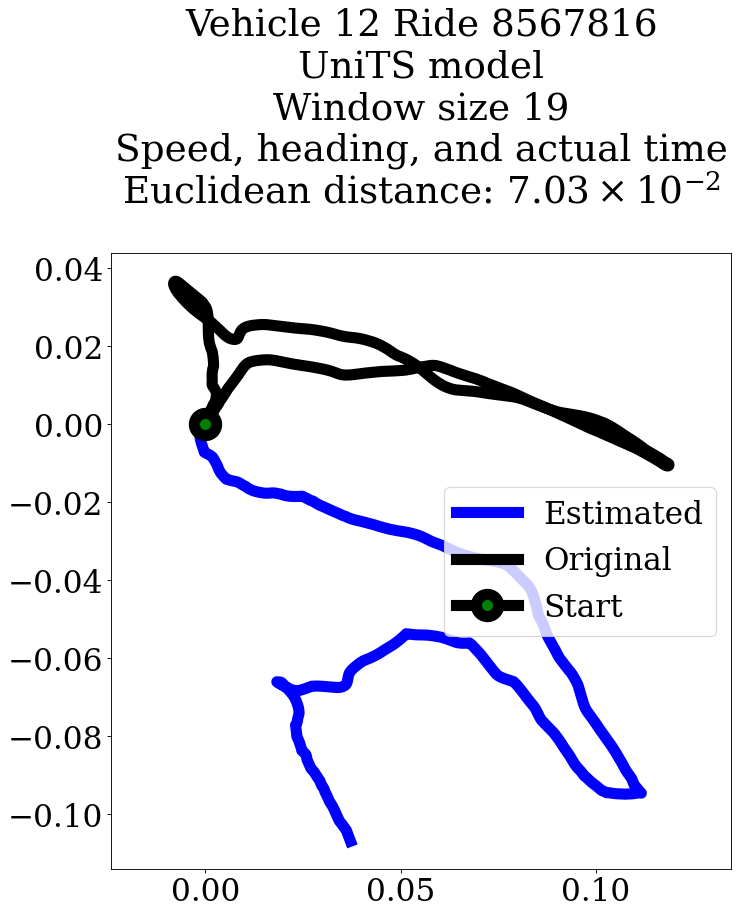 Vehicle 12 Ride 8567816
UniTS model
Window size 19
Speed, heading, and actual time
Euclidean distance: 7.03 × 10⁻²
0.04
0.02
0.00
−0.02
−0.04
−0.06
−0.08
−0.10
Estimated
Original
Start
0.00 0.05 0.10